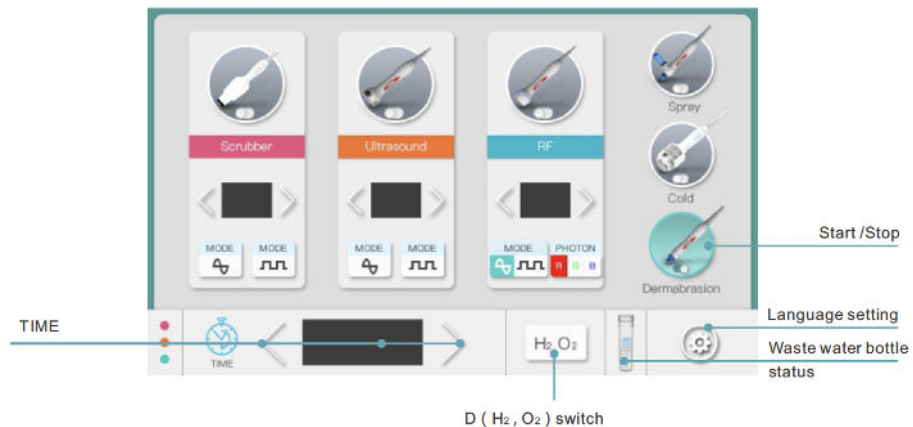 Scrubber
Ultrasound
RF
Spray
Cold
MODE MODE
MODE MODE
MODE PHOTON
R G B
Dermabrasion
Start /Stop
TIME
TIME
H₂ O₂
Language setting
Waste water bottle
status
D ( H₂ , O₂ ) switch